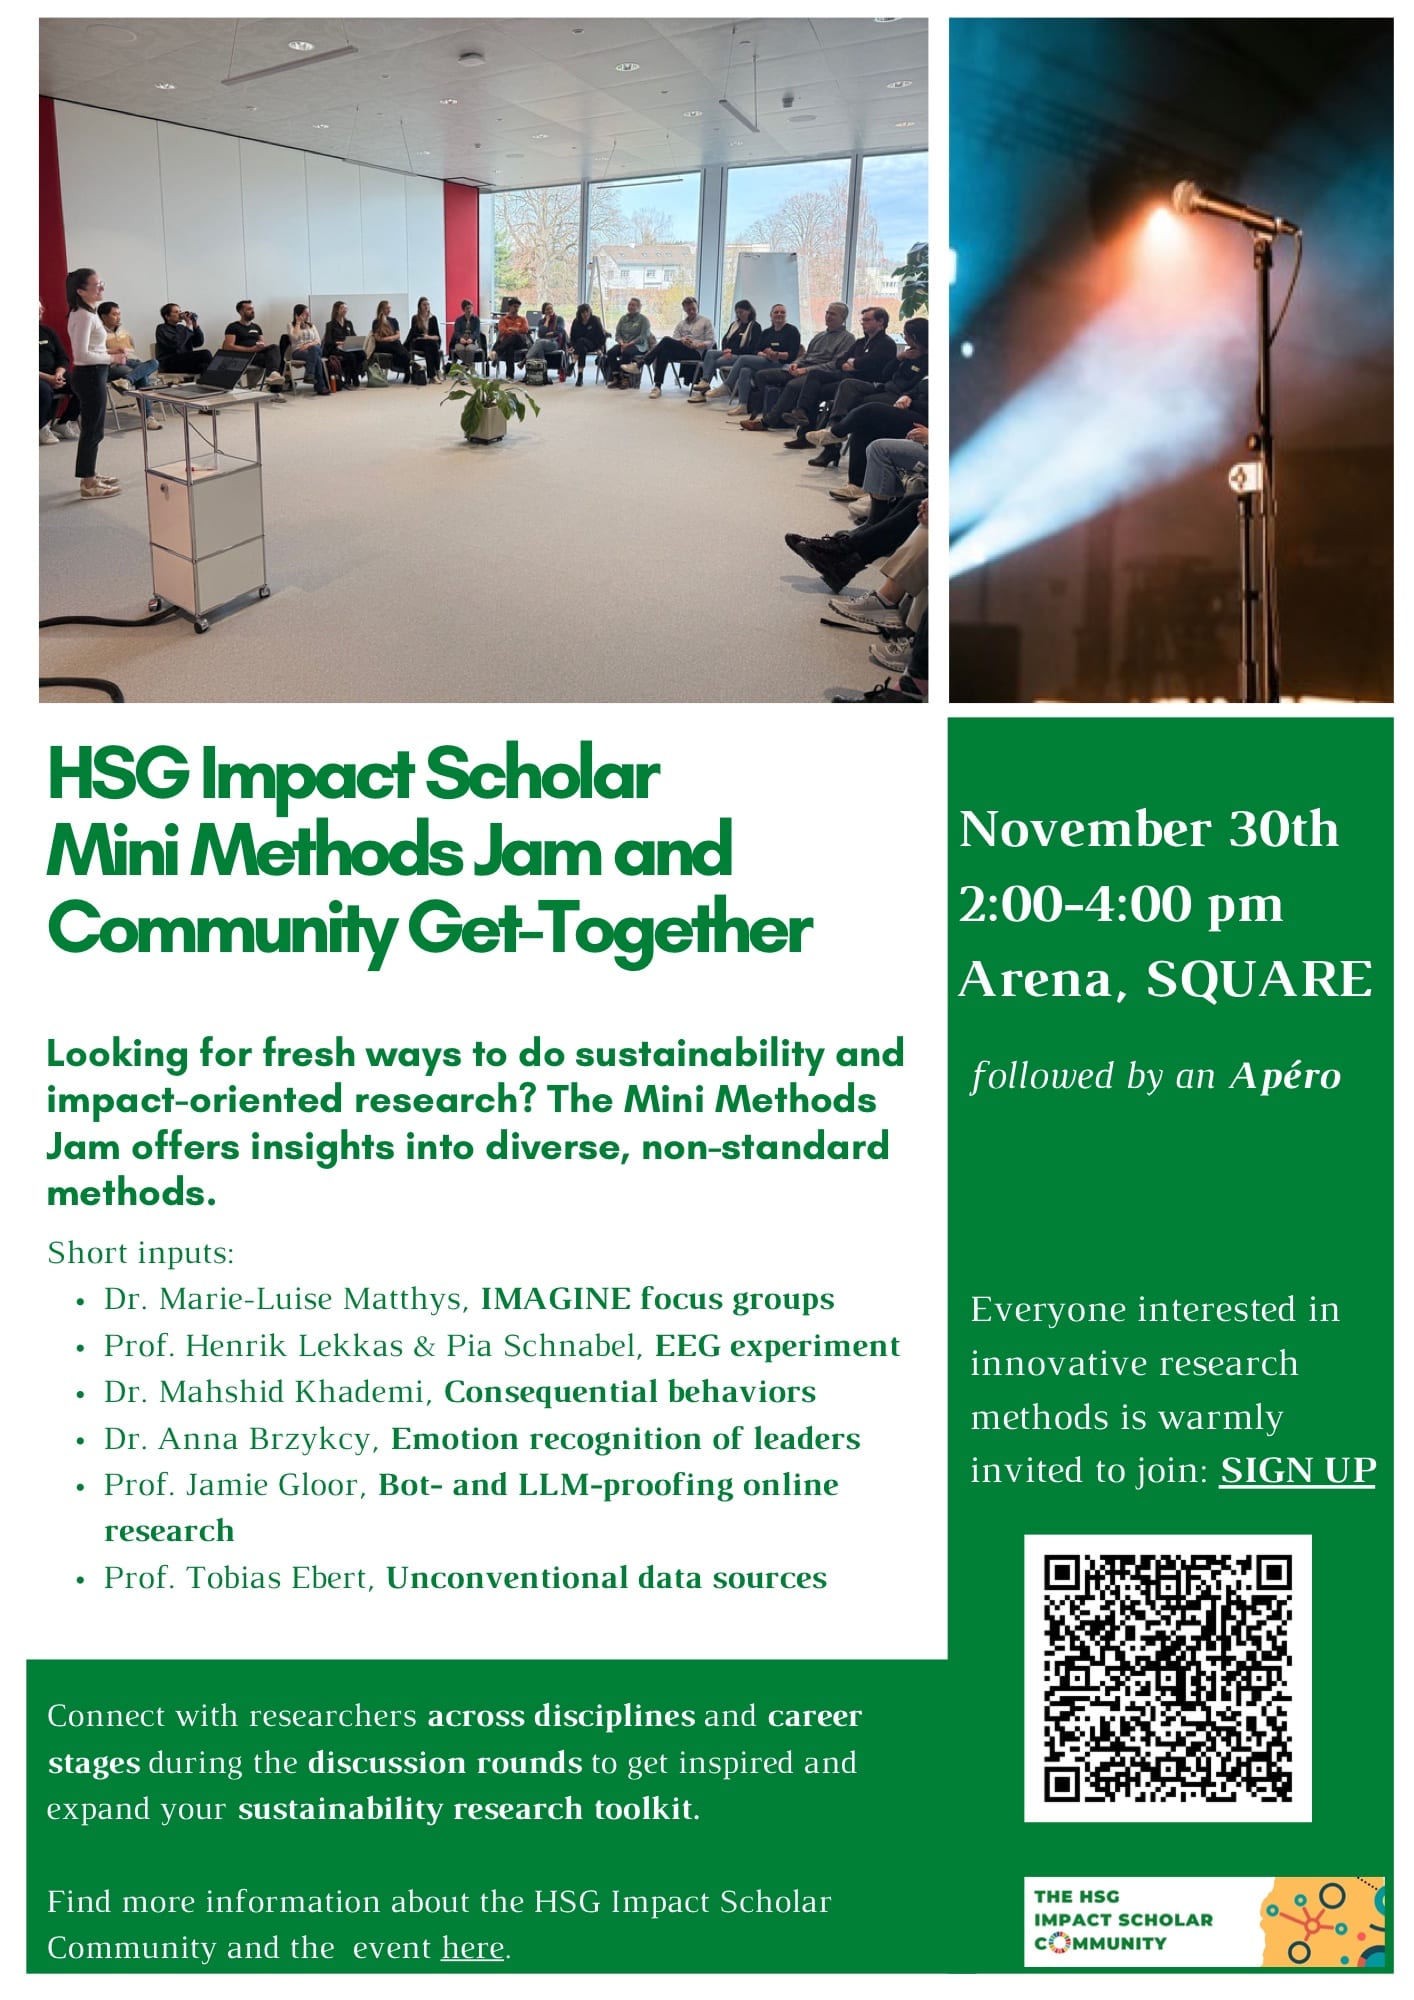 HSG Impact Scholar
Mini Methods Jam and
Community Get-Together
Looking for fresh ways to do sustainability and
impact-oriented research? The Mini Methods
Jam offers insights into diverse, non-standard
methods.
Short inputs:
• Dr. Marie-Luise Matthys, IMAGINE focus groups
• Prof. Henrik Lekkas & Pia Schnabel, EEG experiment
• Dr. Mahshid Khademi, Consequential behaviors
• Dr. Anna Brzykcy, Emotion recognition of leaders
• Prof. Jamie Gloor, Bot- and LLM-proofing online
research
• Prof. Tobias Ebert, Unconventional data sources
Connect with researchers across disciplines and career
stages during the discussion rounds to get inspired and
expand your sustainability research toolkit.
Find more information about the HSG Impact Scholar
Community and the event here.
November 30th
2:00-4:00 pm
Arena, SQUARE
followed by an Apéro
Everyone interested in
innovative research
methods is warmly
invited to join: SIGN UP
THE HSG
IMPACT SCHOLAR
COMMUNITY